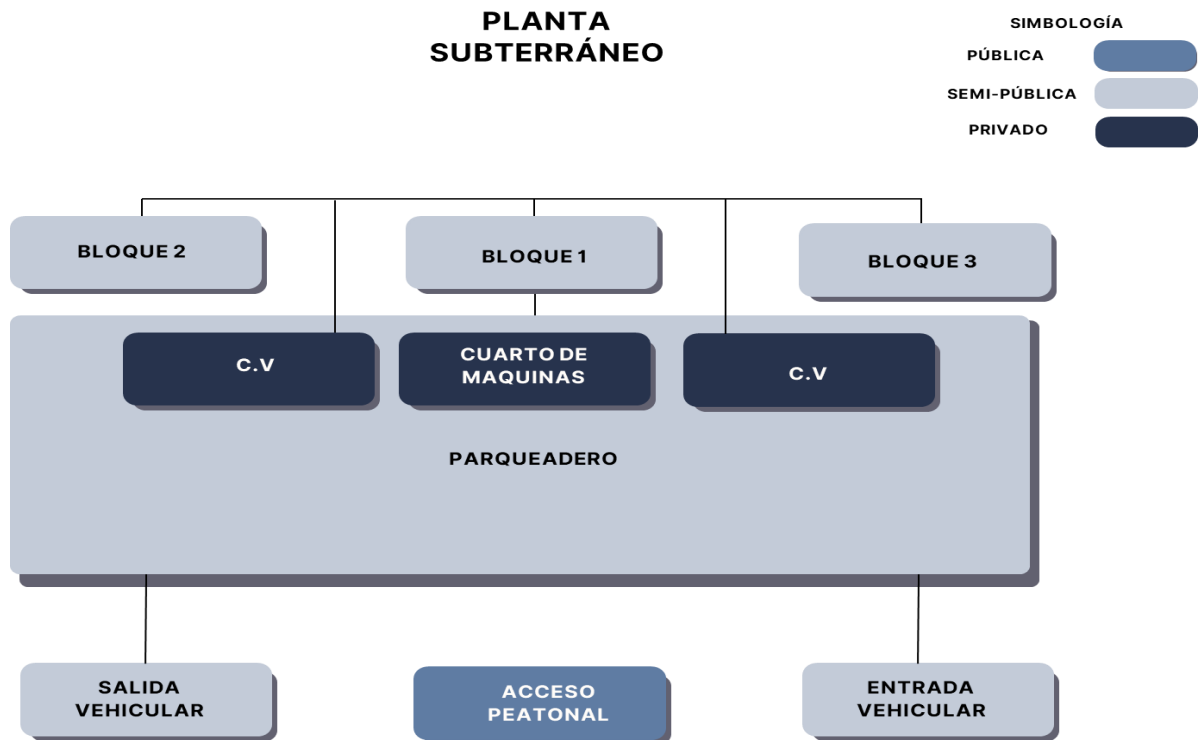 PLANTA
SUBTERRÁNEO
SIMBOLOGÍA
PÚBLICA
SEMI-PÚBLICA
PRIVADO
BLOQUE 2
BLOQUE 1
BLOQUE 3
C.V
CUARTO DE
MAQUINAS
C.V
PARQUEADERO
SALIDA
VEHICULAR
ACCESO
PEATONAL
ENTRADA
VEHICULAR